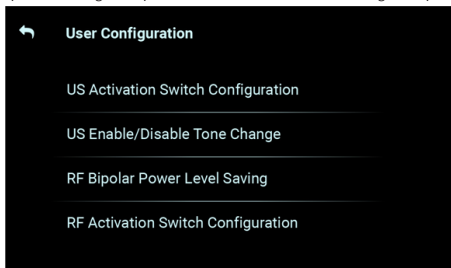 User Configuration
US Activation Switch Configuration
US Enable/Disable Tone Change
RF Bipolar Power Level Saving
RF Activation Switch Configuration